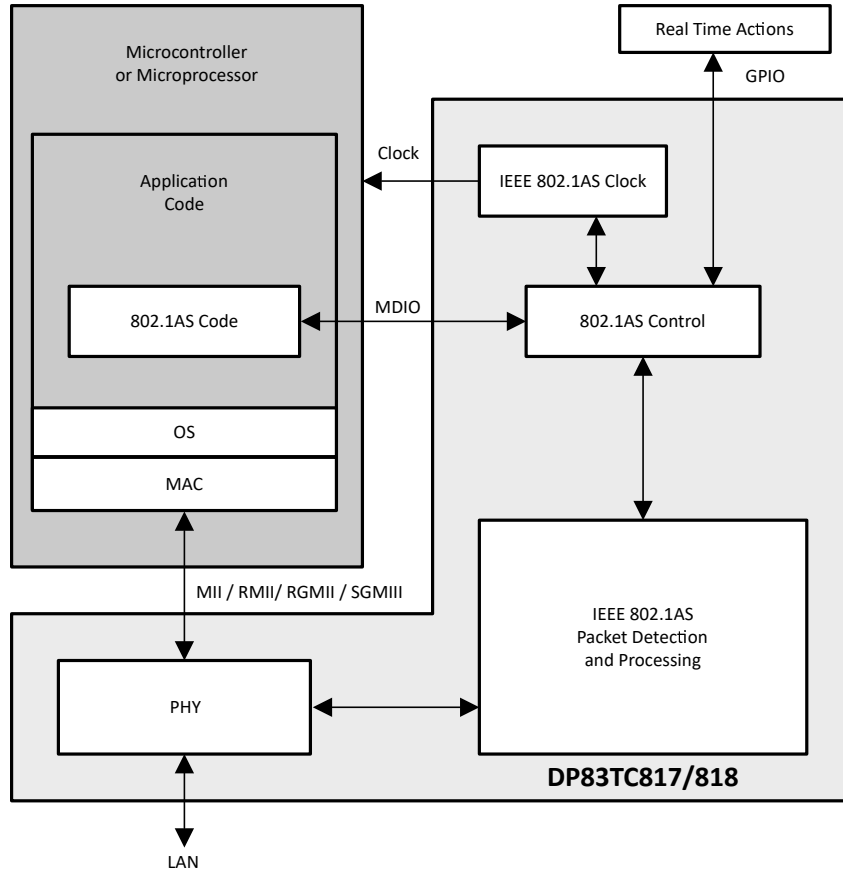 Microcontroller
or Microprocessor
Real Time Actions
GPIO
Application
Code
Clock
IEEE 802.1AS Clock
802.1AS Code
MDIO
802.1AS Control
OS
MAC
MII / RMII/ RGMII / SGMIII
IEEE 802.1AS
Packet Detection
and Processing
PHY
DP83TC817/818
LAN